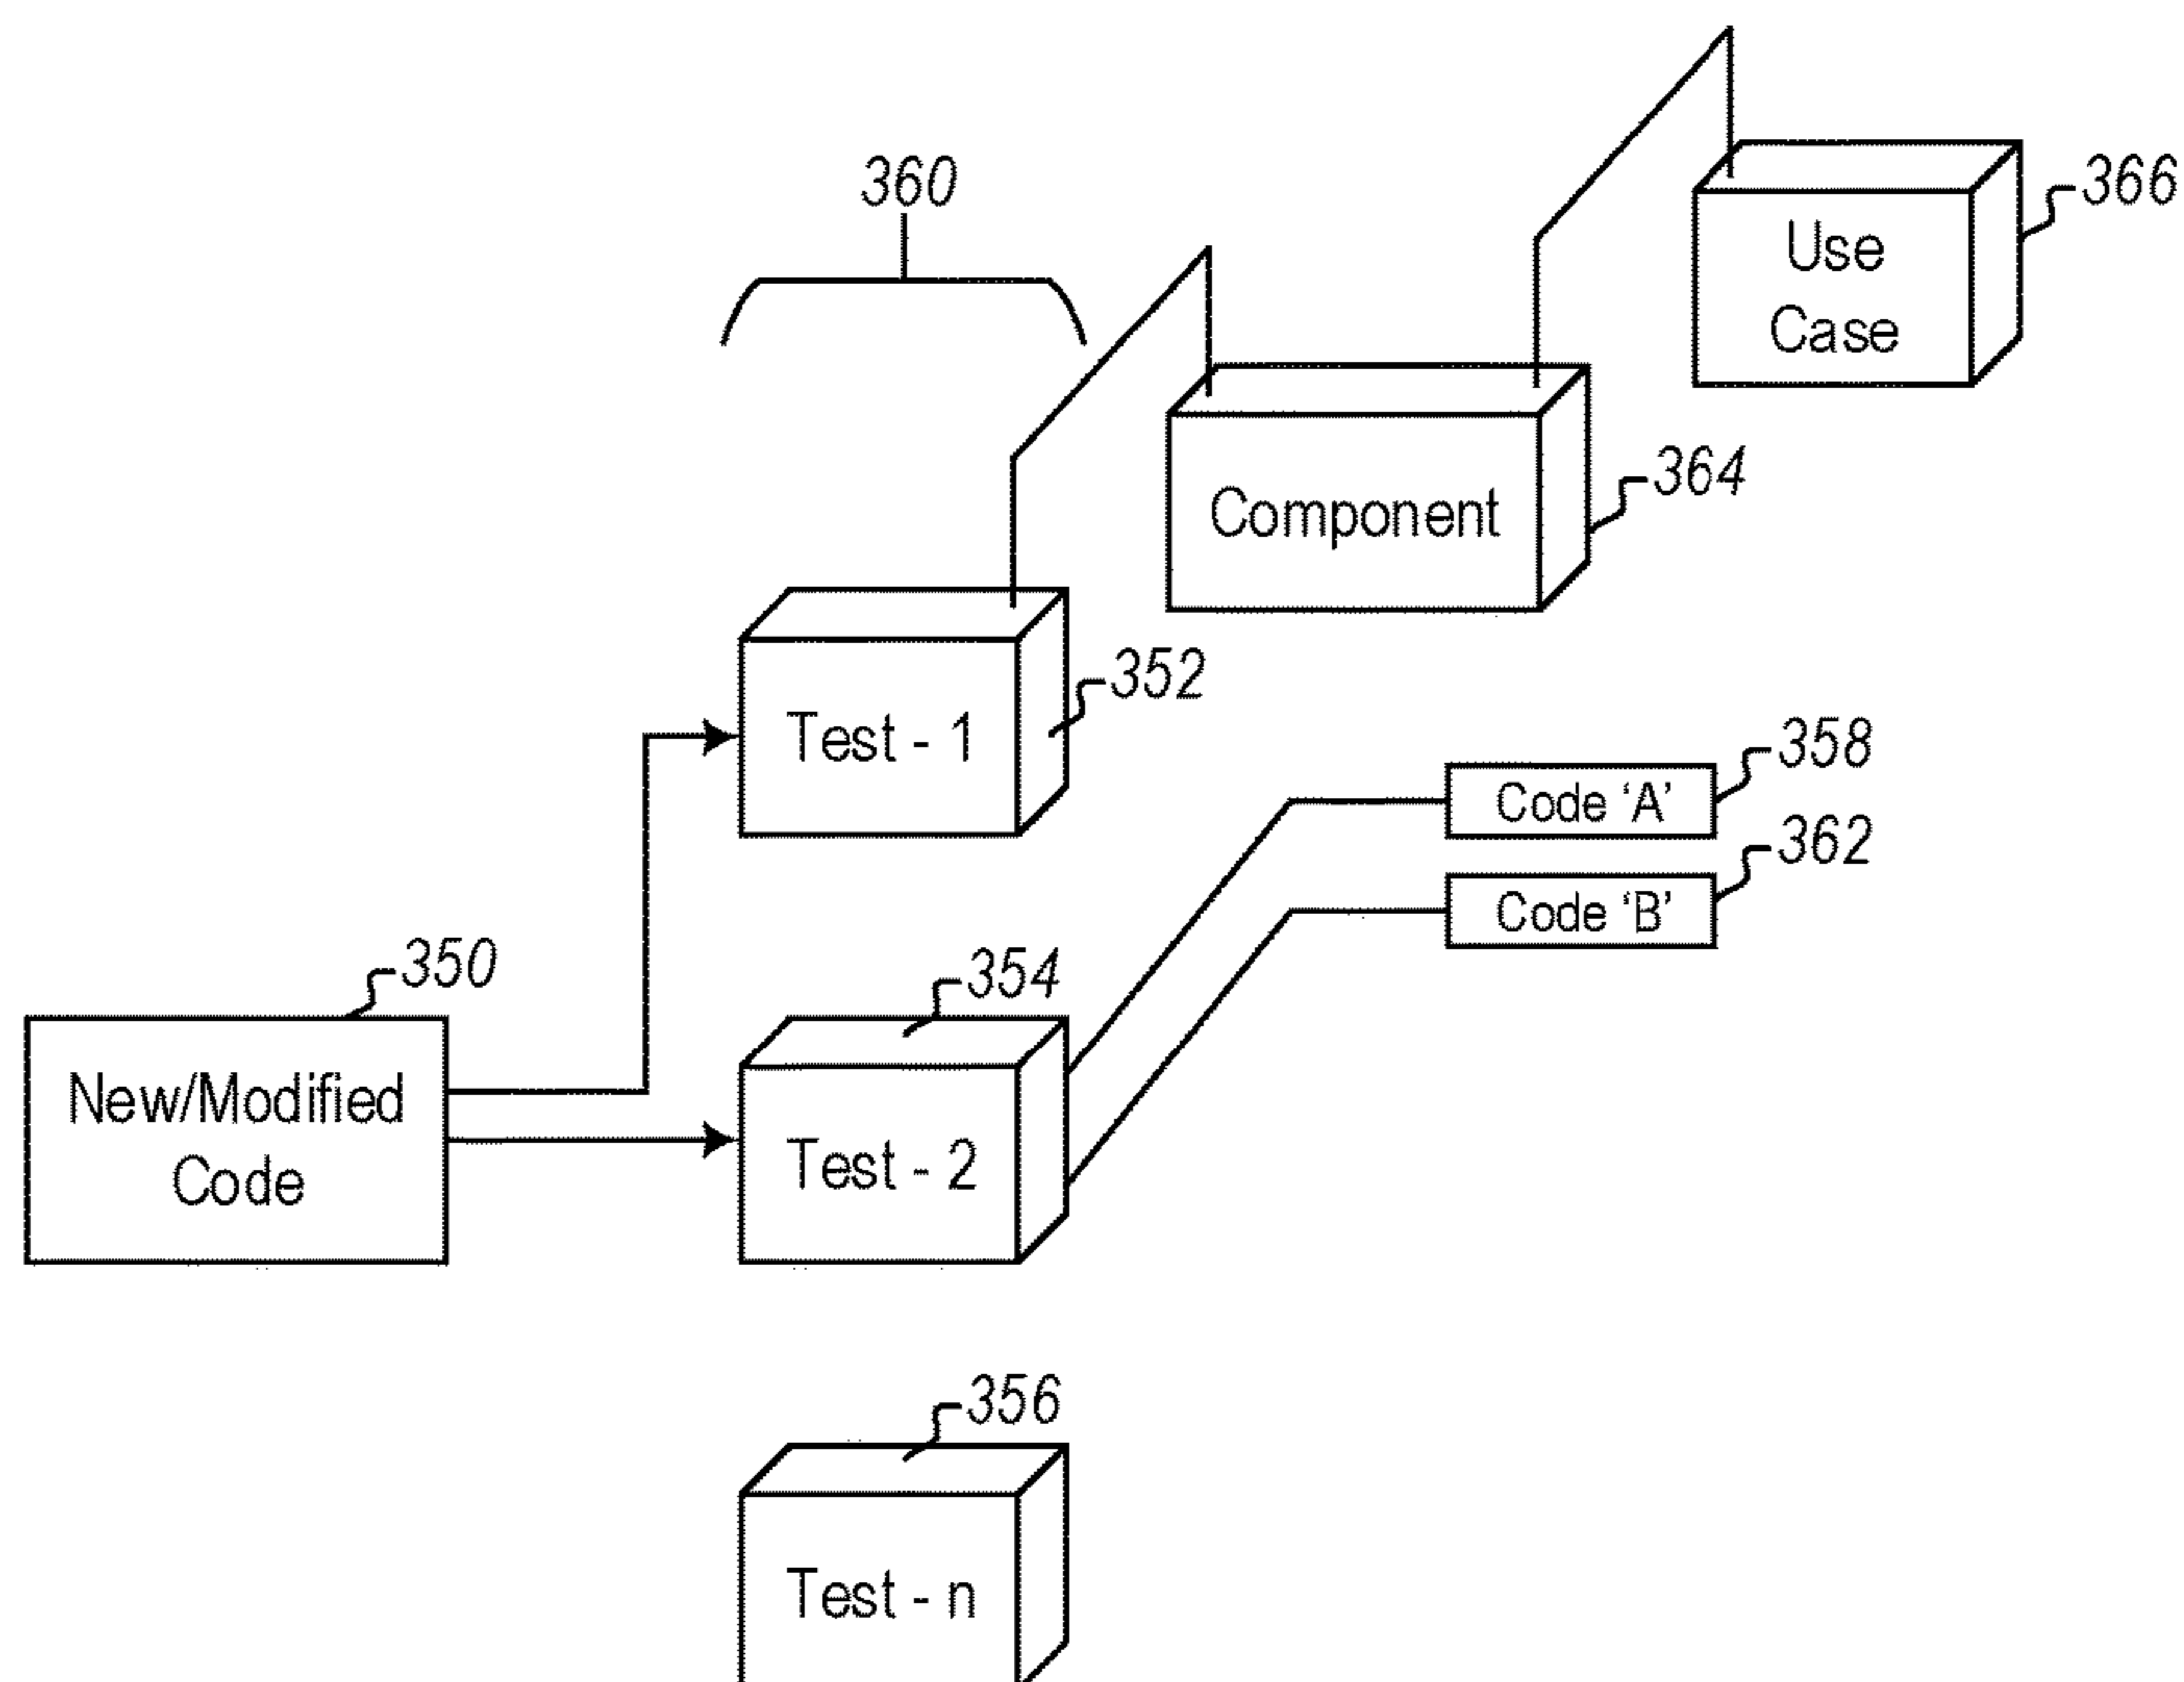 360
366
Use
Case
364
Component
352
Test - 1
358
Code ‘A’
362
Code ‘B’
350
354
New/Modified
Code
Test - 2
356
Test - n